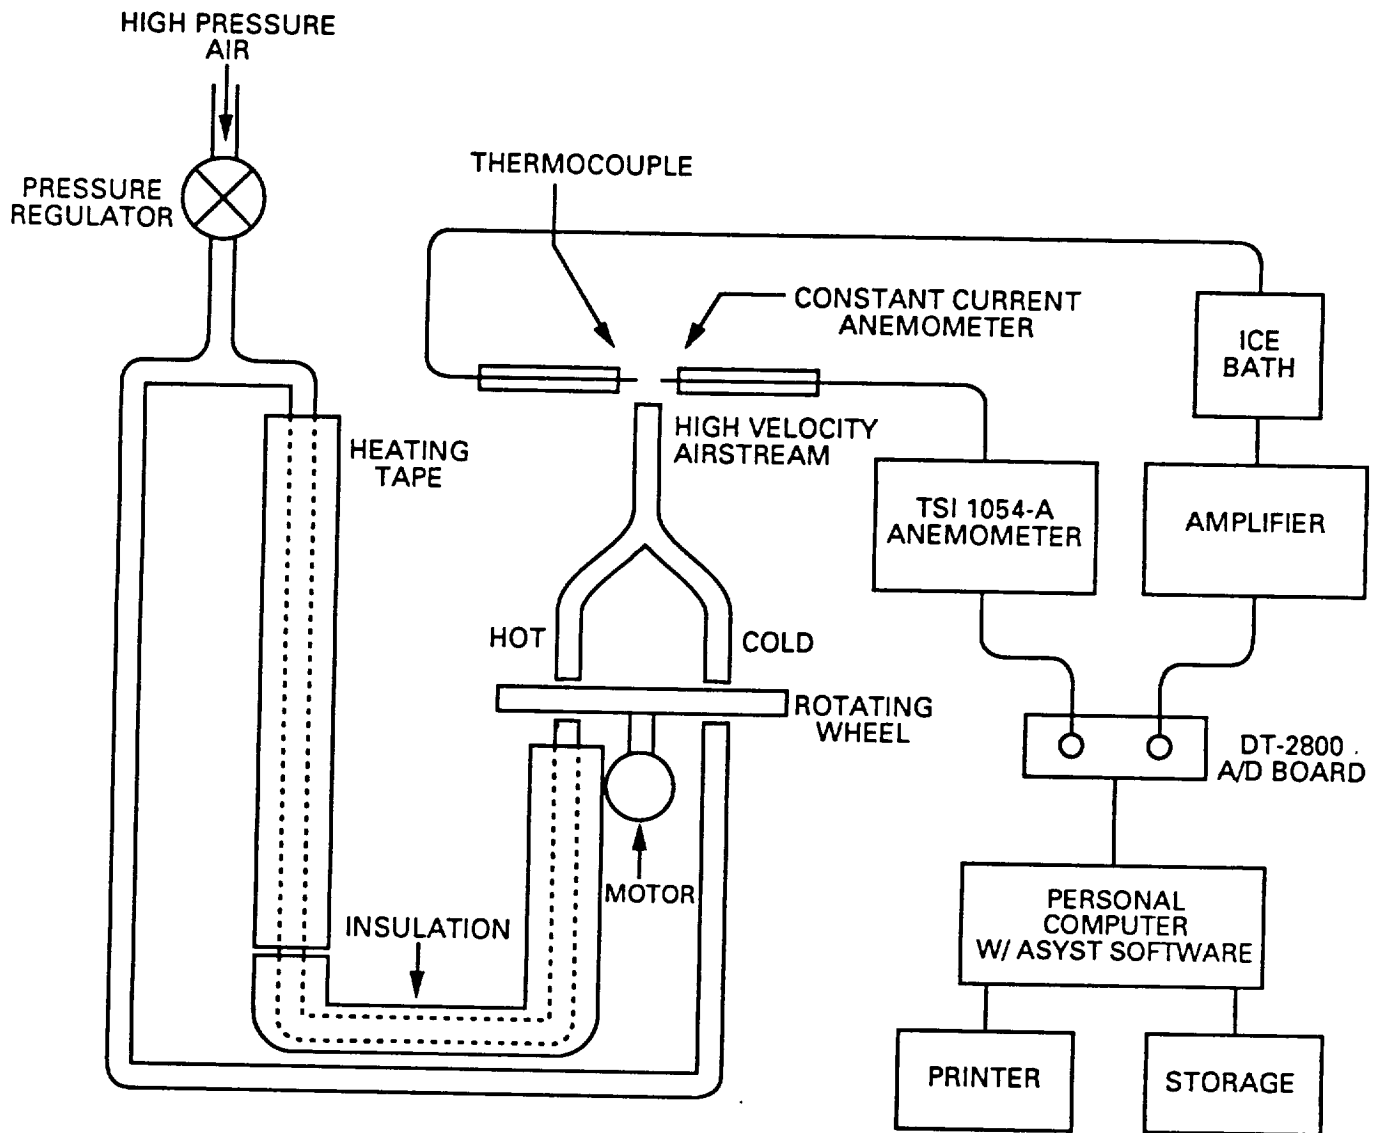 HIGH PRESSURE
AIR
PRESSURE
REGULATOR
THERMOCOUPLE
CONSTANT CURRENT
ANEMOMETER
ICE
BATH
HEATING
TAPE
HIGH VELOCITY
AIRSTREAM
TSI 1054-A
ANEMOMETER
AMPLIFIER
HOT
COLD
ROTATING
WHEEL
DT-2800
A/D BOARD
MOTOR
INSULATION
PERSONAL
COMPUTER
W/ ASYST SOFTWARE
PRINTER
STORAGE